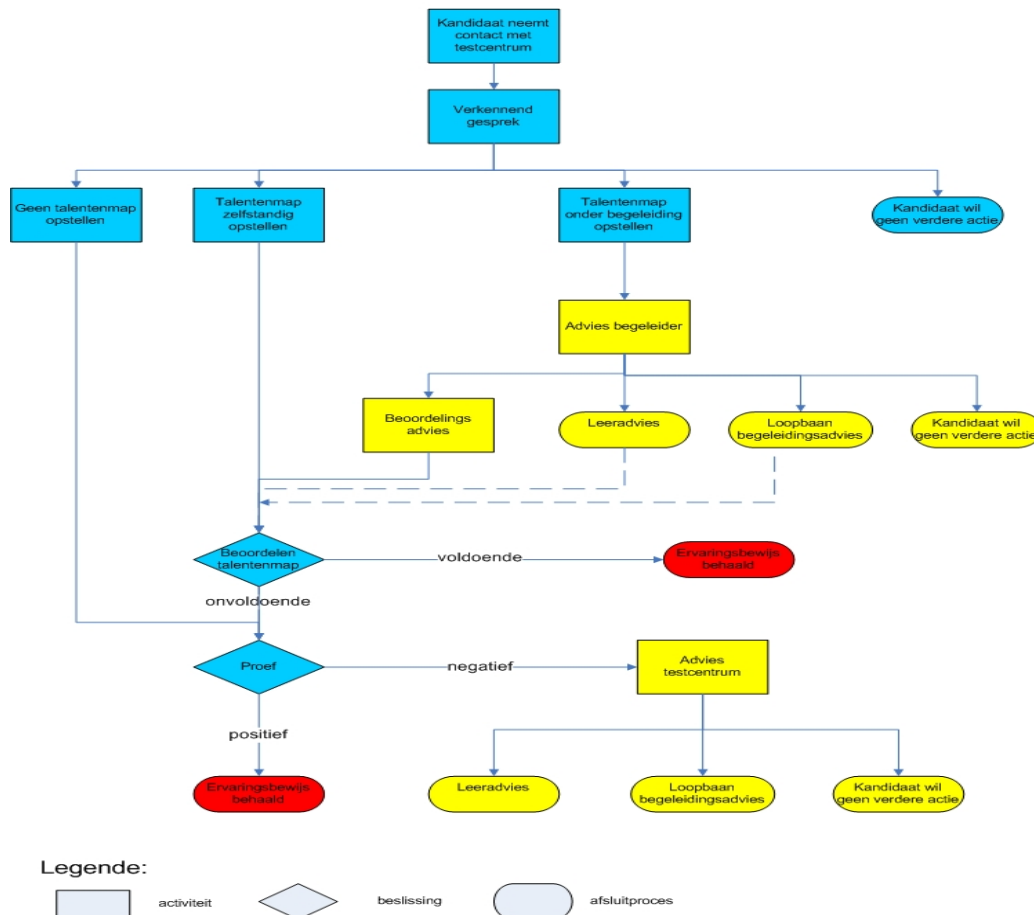 Kandidaat neemt
contact met
testcentrum
Verkennend
gesprek
Geen talentenmap
opstellen
Talentenmap
zelfstandig
opstellen
Talentenmap
onder begeleiding
opstellen
Kandidaat wil
geen verdere actie
Advies begeleider
Beoordelings
advies
Leeradvies
Loopbaan
begeleidingsadvies
Kandidaat wil
geen verdere actie
Beoordelen
talentenmap
voldoende
Ervaringsbewijs
behaald
onvoldoende
Proef
negatief
Advies
testcentrum
positief
Ervaringsbewijs
behaald
Leeradvies
Loopbaan
begeleidingsadvies
Kandidaat wil
geen verdere actie
Legende:
activiteit
beslissing
afsluitproces